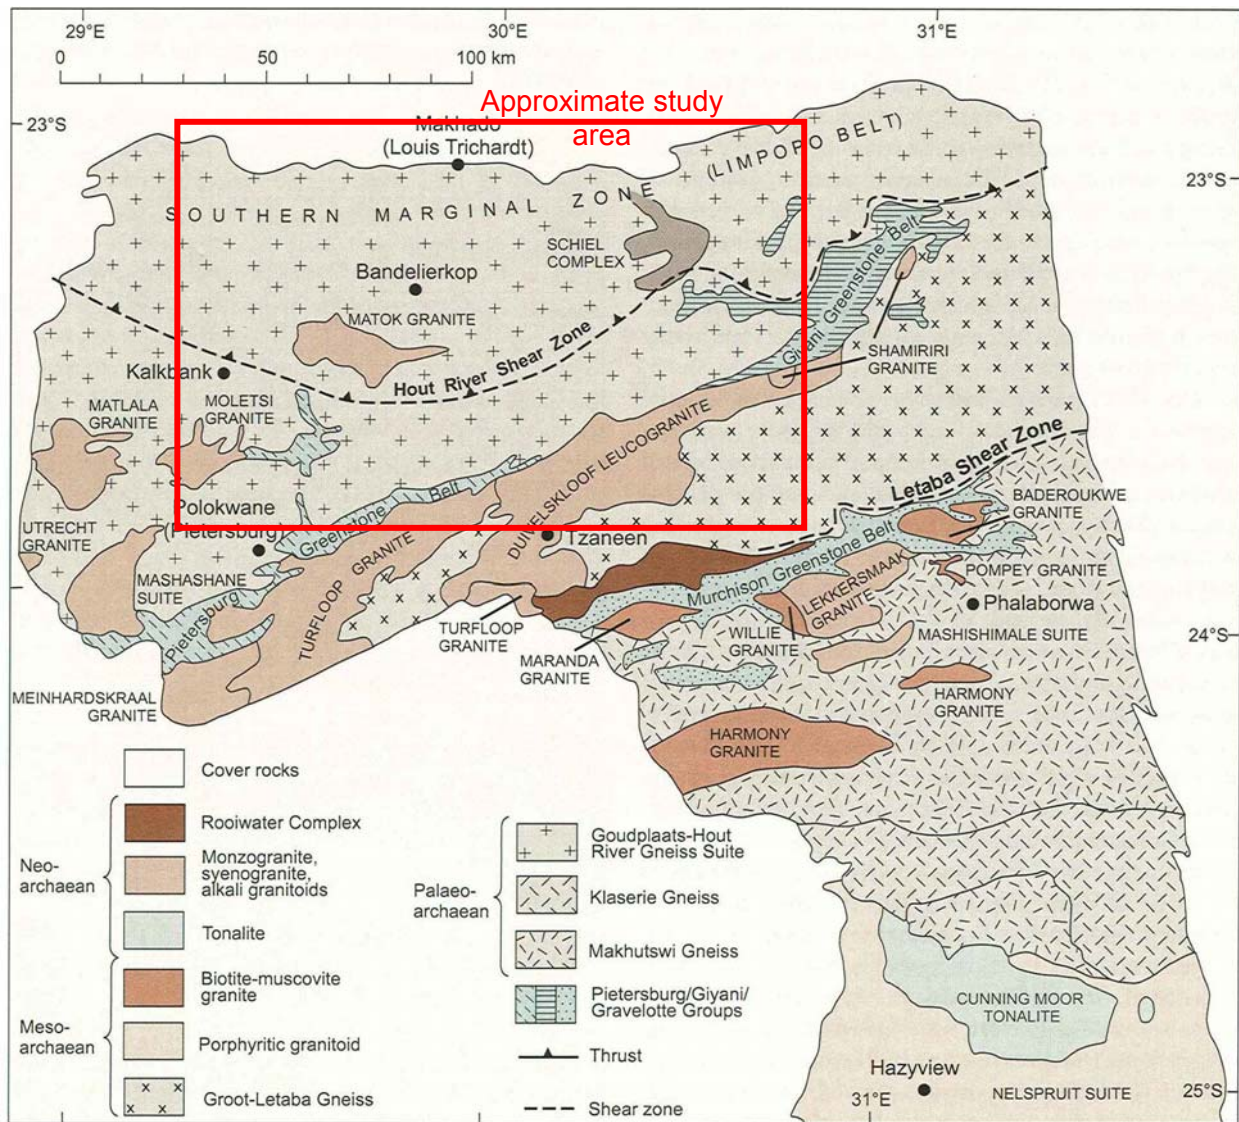 29°E
30°E
31°E
0
50
100 km
Approximate study
area
23°S
Makhado
(Louis Trichardt)
(LIMPOPO BELT)
23°S
SOUTHERN MARGINAL ZONE
SCHIEL
COMPLEX
Bandelierkop
Giyani Greenstone Belt
MATOK GRANITE
Hout River Shear Zone
SHAMIRIRI
GRANITE
Kalkbank
MATLALA
GRANITE
MOLETSI
GRANITE
DUIVELSKLOOF LEUCOGRANITE
Letaba Shear Zone
Polokwane
(Pietersburg)
Greenstone Belt
BADEROUKWE
GRANITE
UTRECHT
GRANITE
Tzaneen
MASHASHANE
SUITE
Murchison Greenstone Belt
POMPEY GRANITE
LEKKERSMAAK
GRANITE
Phalaborwa
Pietersburg
TURFLOOP GRANITE
TURFLOOP
GRANITE
WILLIE
GRANITE
MASHISHIMALE SUITE
24°S
MARANDA
GRANITE
MEINHARDSKRAAL
GRANITE
HARMONY
GRANITE
HARMONY
GRANITE
Cover rocks
Neo-
archaean
Rooiwater Complex
Monzogranite,
syenogranite,
alkali granitoids
Tonalite
Meso-
archaean
Biotite-muscovite
granite
Porphyritic granitoid
Groot-Letaba Gneiss
Palaeo-
archaean
Goudplaats-Hout
River Gneiss Suite
Klaserie Gneiss
Makhutswi Gneiss
Pietersburg/Giyani/
Gravelotte Groups
Thrust
Shear zone
CUNNING MOOR
TONALITE
Hazyview
NELSPRUIT SUITE
25°S
31°E